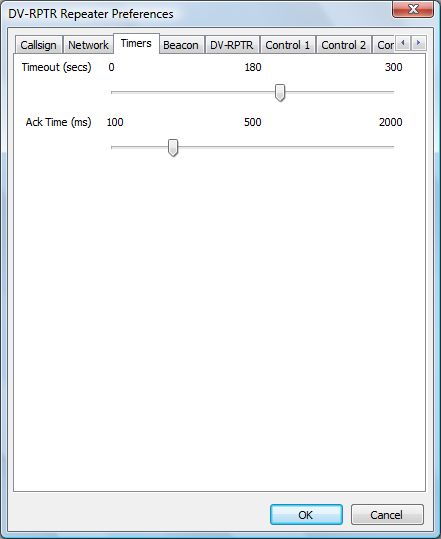 DV-RPTR Repeater Preferences
Callsign Network Timers Beacon DV-RPTR Control 1 Control 2 Cor
Timeout (secs) 0 180 300
Ack Time (ms) 100 500 2000
OK Cancel